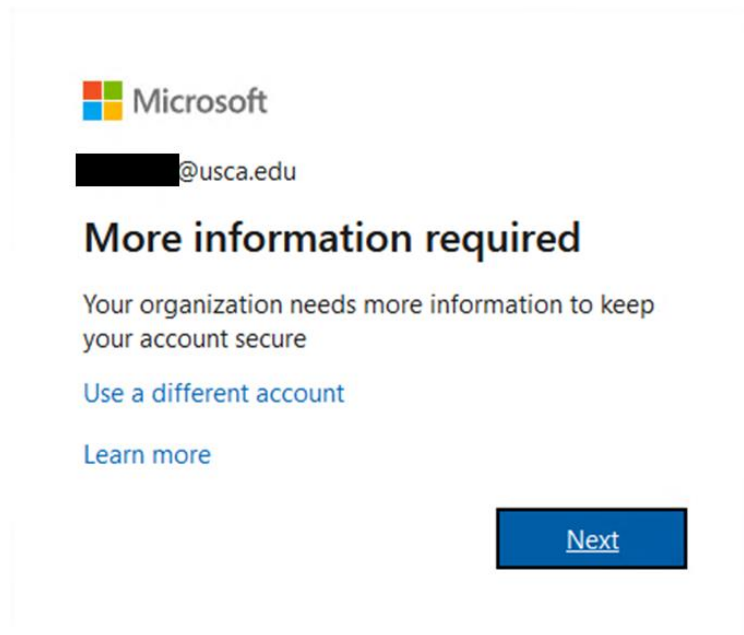 Microsoft
@usca.edu
More information required
Your organization needs more information to keep
your account secure
Use a different account
Learn more
Next